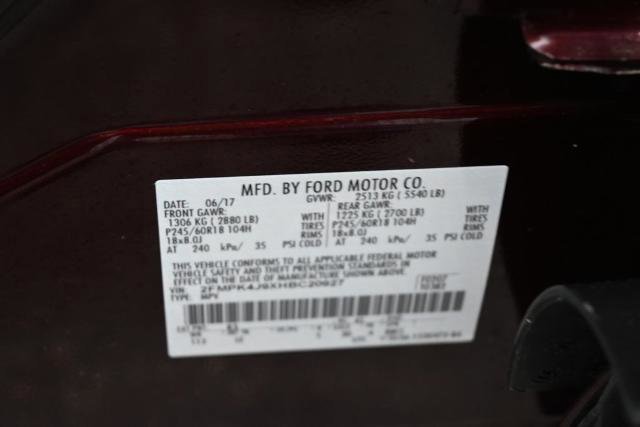 MFD. BY FORD MOTOR CO.
DATE: 06/17 GVWR: 2513 KG ( 5540 LB)
FRONT GAWR: REAR GAWR:
1306 KG ( 2880 LB) WITH 1225 KG ( 2700 LB) WITH
P245/60R18 104H TIRES P245/60R18 104H TIRES
18x8.0J RIMS 18x8.0J RIMS
AT 240 kPa/ 35 PSI COLD AT 240 kPa/ 35 PSI COLD
THIS VEHICLE CONFORMS TO ALL APPLICABLE FEDERAL MOTOR
VEHICLE SAFETY AND THEFT PREVENTION STANDARDS IN
EFFECT ON THE DATE OF MANUFACTURE SHOWN ABOVE.
VIN: 2FMPK4J9XHBC20927
TYPE: MPV